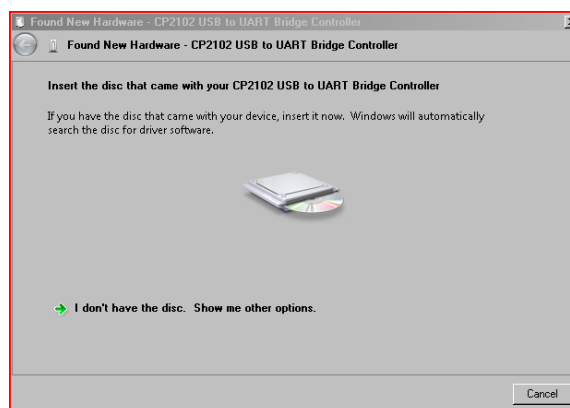 Found New Hardware - CP2102 USB to UART Bridge Controller
Found New Hardware - CP2102 USB to UART Bridge Controller
Insert the disc that came with your CP2102 USB to UART Bridge Controller
If you have the disc that came with your device, insert it now. Windows will automatically
search the disc for driver software.
I don't have the disc. Show me other options.
Cancel